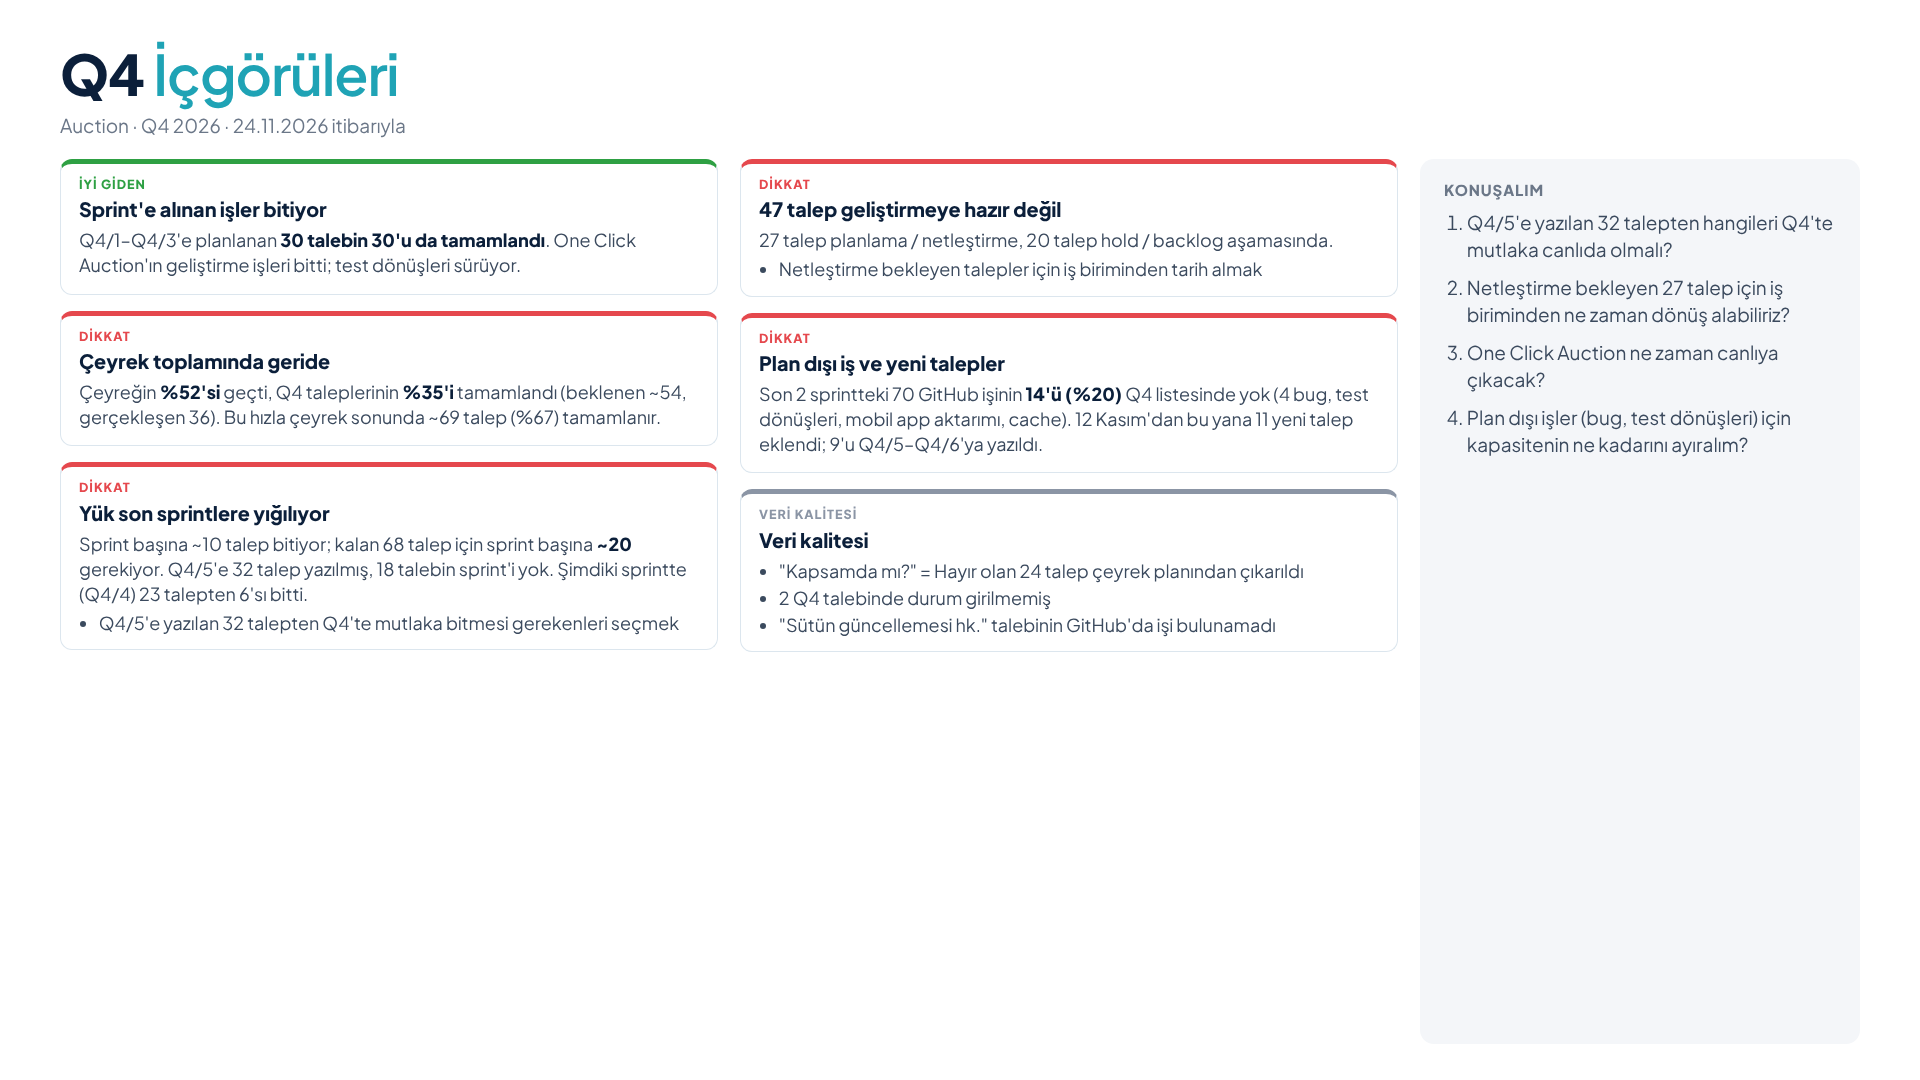 Q4 İçgörüleri
Auction · Q4 2026 · 24.11.2026 itibarıyla
İYİ GİDEN
Sprint'e alınan işler bitiyor
Q4/1–Q4/3'e planlanan 30 talebin 30'u da tamamlandı. One Click
Auction'ın geliştirme işleri bitti; test dönüşleri sürüyor.
DİKKAT
Çeyrek toplamında geride
Çeyreğin %52'si geçti, Q4 taleplerinin %35'i tamamlandı (beklenen ~54,
gerçekleşen 36). Bu hızla çeyrek sonunda ~69 talep (%67) tamamlanır.
DİKKAT
Yük son sprintlere yığılıyor
Sprint başına ~10 talep bitiyor; kalan 68 talep için sprint başına ~20
gerekiyor. Q4/5'e 32 talep yazılmış, 18 talebin sprint'i yok. Şimdiki sprintte
(Q4/4) 23 talepten 6'sı bitti.
• Q4/5'e yazılan 32 talepten Q4'te mutlaka bitmesi gerekenleri seçmek
DİKKAT
47 talep geliştirmeye hazır değil
27 talep planlama / netleştirme, 20 talep hold / backlog aşamasında.
• Netleştirme bekleyen talepler için iş biriminden tarih almak
DİKKAT
Plan dışı iş ve yeni talepler
Son 2 sprintteki 70 GitHub işinin 14'ü (%20) Q4 listesinde yok (4 bug, test
dönüşleri, mobil app aktarımı, cache). 12 Kasım'dan bu yana 11 yeni talep
eklendi; 9'u Q4/5–Q4/6'ya yazıldı.
VERİ KALİTESİ
Veri kalitesi
• "Kapsamda mı?" = Hayır olan 24 talep çeyrek planından çıkarıldı
• 2 Q4 talebinde durum girilmemiş
• "Sütün güncellemesi hk." talebinin GitHub'da işi bulunamadı
KONUŞALIM
1. Q4/5'e yazılan 32 talepten hangileri Q4'te
mutlaka canlıda olmalı?
2. Netleştirme bekleyen 27 talep için iş
biriminden ne zaman dönüş alabiliriz?
3. One Click Auction ne zaman canlıya
çıkacak?
4. Plan dışı işler (bug, test dönüşleri) için
kapasitenin ne kadarını ayıralım?